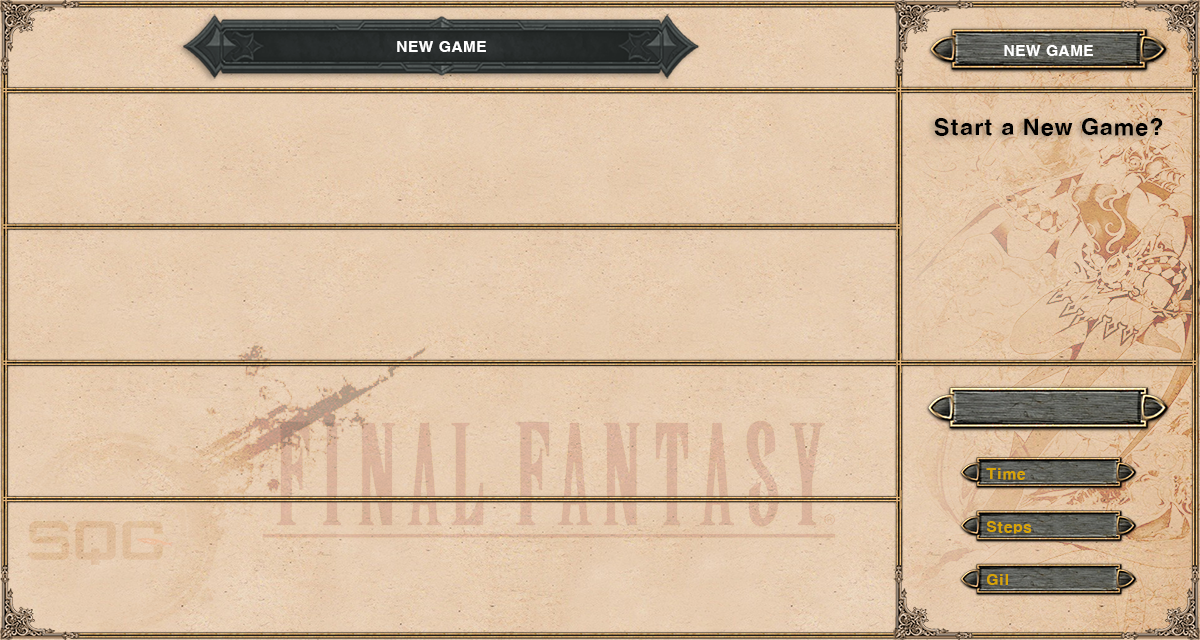 NEW GAME
NEW GAME
Start a New Game?
FINAL FANTASY
SQG
Time
Steps
Gil